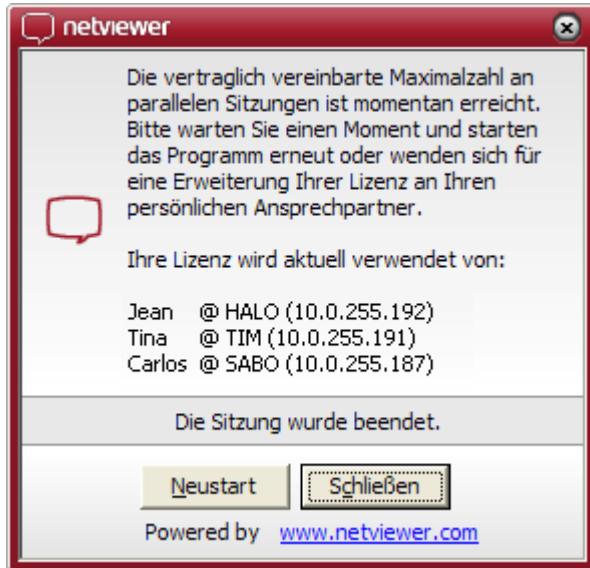 netviewer
Die vertraglich vereinbarte Maximalzahl an
parallelen Sitzungen ist momentan erreicht.
Bitte warten Sie einen Moment und starten
das Programm erneut oder wenden sich für
eine Erweiterung Ihrer Lizenz an Ihren
persönlichen Ansprechpartner.
Ihre Lizenz wird aktuell verwendet von:
Jean @ HALO (10.0.255.192)
Tina @ TIM (10.0.255.191)
Carlos @ SABO (10.0.255.187)
Die Sitzung wurde beendet.
Neustart Schließen
Powered by www.netviewer.com